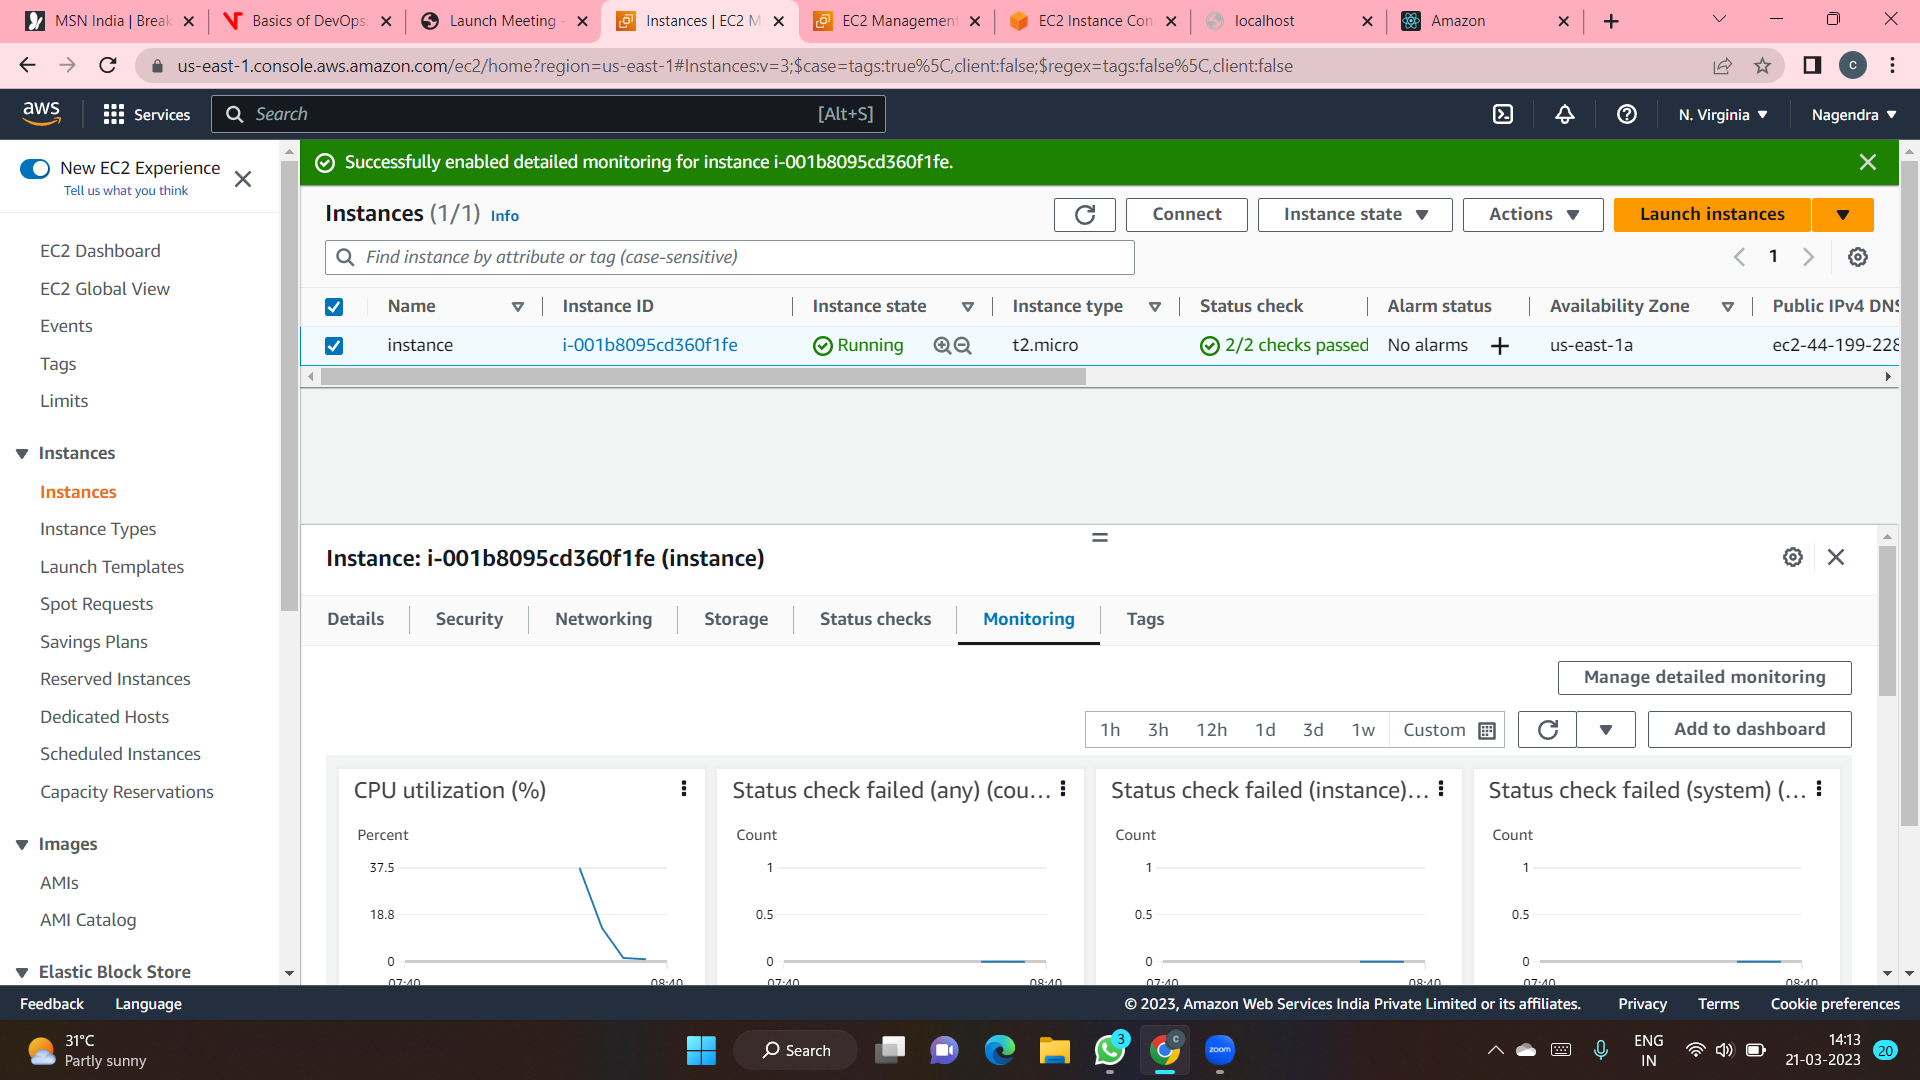 MSN India | Break
Basics of DevOps:
Launch Meeting -
Instances | EC2 M
EC2 Management
EC2 Instance Con
localhost
Amazon
us-east-1.console.aws.amazon.com/ec2/home?region=us-east-1#Instances:v=3;$case=tags:true%5C,client:false;$regex=tags:false%5C,client:false
C
aws
Services
Search
[Alt+S]
N. Virginia
Nagendra
New EC2 Experience
Tell us what you think
EC2 Dashboard
EC2 Global View
Events
Tags
Limits
Instances
Instances
Instance Types
Launch Templates
Spot Requests
Savings Plans
Reserved Instances
Dedicated Hosts
Scheduled Instances
Capacity Reservations
Images
AMIs
AMI Catalog
Elastic Block Store
Successfully enabled detailed monitoring for instance i-001b8095cd360f1fe.
Instances (1/1) Info
Connect
Instance state
Actions
Launch instances
Find instance by attribute or tag (case-sensitive)
1
Name Instance ID Instance state Instance type Status check Alarm status Availability Zone Public IPv4 DNS
instance i-001b8095cd360f1fe Running t2.micro 2/2 checks passed No alarms us-east-1a ec2-44-199-228
Instance: i-001b8095cd360f1fe (instance)
Details Security Networking Storage Status checks Monitoring Tags
Manage detailed monitoring
1h 3h 12h 1d 3d 1w Custom
Add to dashboard
CPU utilization (%)
Percent
37.5
18.8
0
07:40 08:40
Status check failed (any) (cou...
Count
1
0.5
0
07:40 08:40
Status check failed (instance)...
Count
1
0.5
0
07:40 08:40
Status check failed (system) (...
Count
1
0.5
0
07:40 08:40
Feedback Language
© 2023, Amazon Web Services India Private Limited or its affiliates. Privacy Terms Cookie preferences
31°C
Partly sunny
Search
3
C
zoom
ENG
IN
14:13
21-03-2023
20